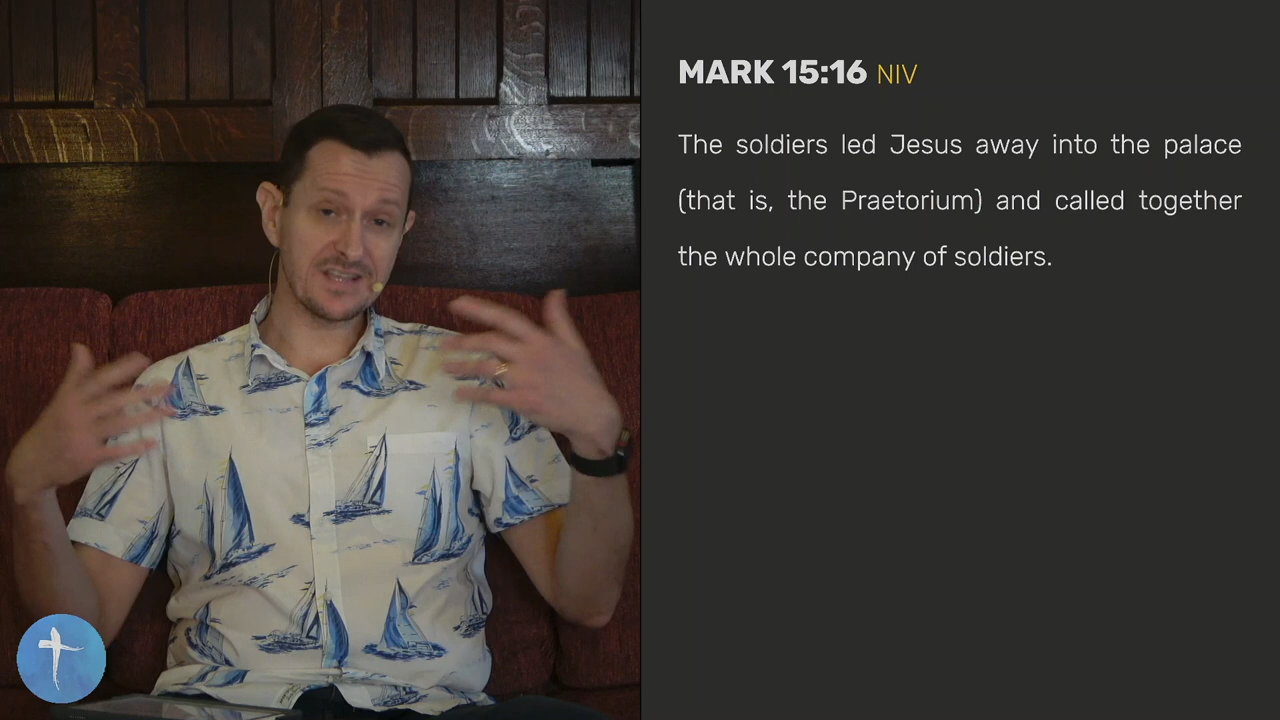 MARK 15:16 NIV
The soldiers led Jesus away into the palace
(that is, the Praetorium) and called together
the whole company of soldiers.